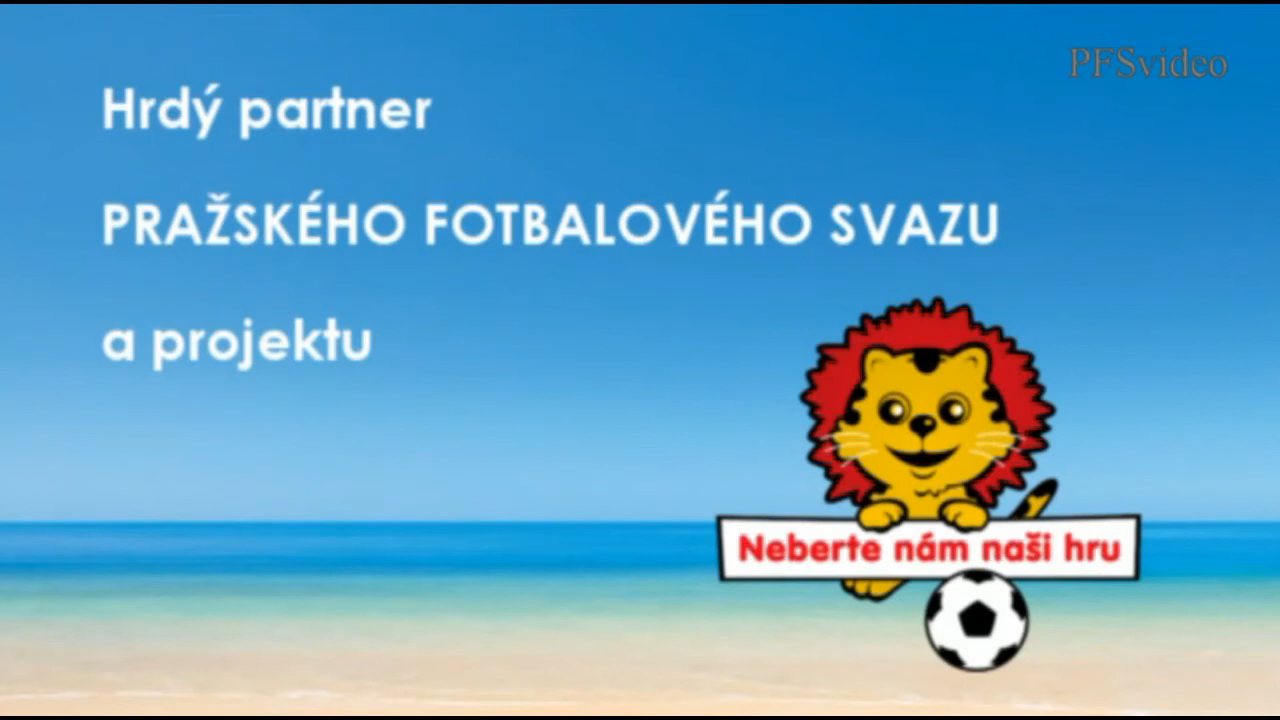 PFSvideo
Hrdý partner
PRAŽSKÉHO FOTBALOVÉHO SVAZU
a projektu
Neberte nám naši hru